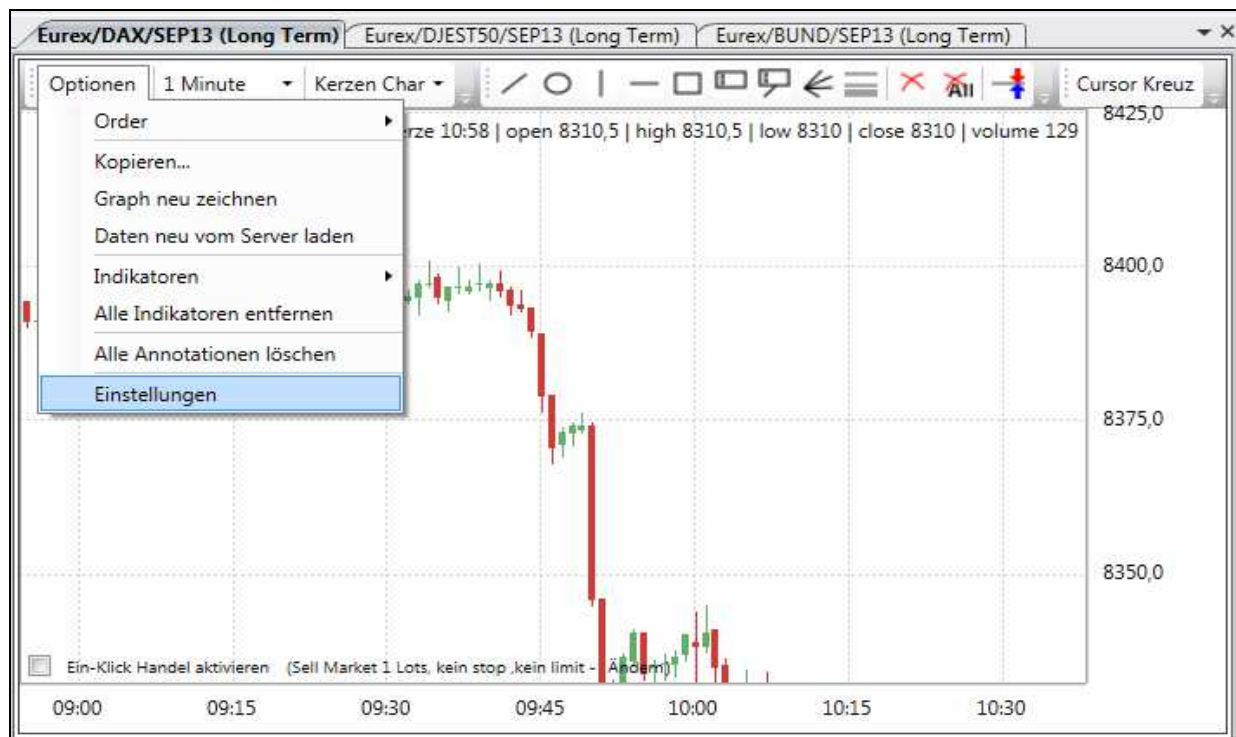 Eurex/DAX/SEP13 (Long Term) Eurex/DJEST50/SEP13 (Long Term) Eurex/BUND/SEP13 (Long Term)
Optionen 1 Minute Kerzen Char All Cursor Kreuz
Order
erze 10:58 | open 8310,5 | high 8310,5 | low 8310 | close 8310 | volume 129
8425,0
Kopieren...
Graph neu zeichnen
Daten neu vom Server laden
Indikatoren
8400,0
Alle Indikatoren entfernen
Alle Annotationen löschen
Einstellungen
8375,0
8350,0
Ein-Klick Handel aktivieren (Sell Market 1 Lots, kein stop ,kein limit - Ändern)
09:00 09:15 09:30 09:45 10:00 10:15 10:30